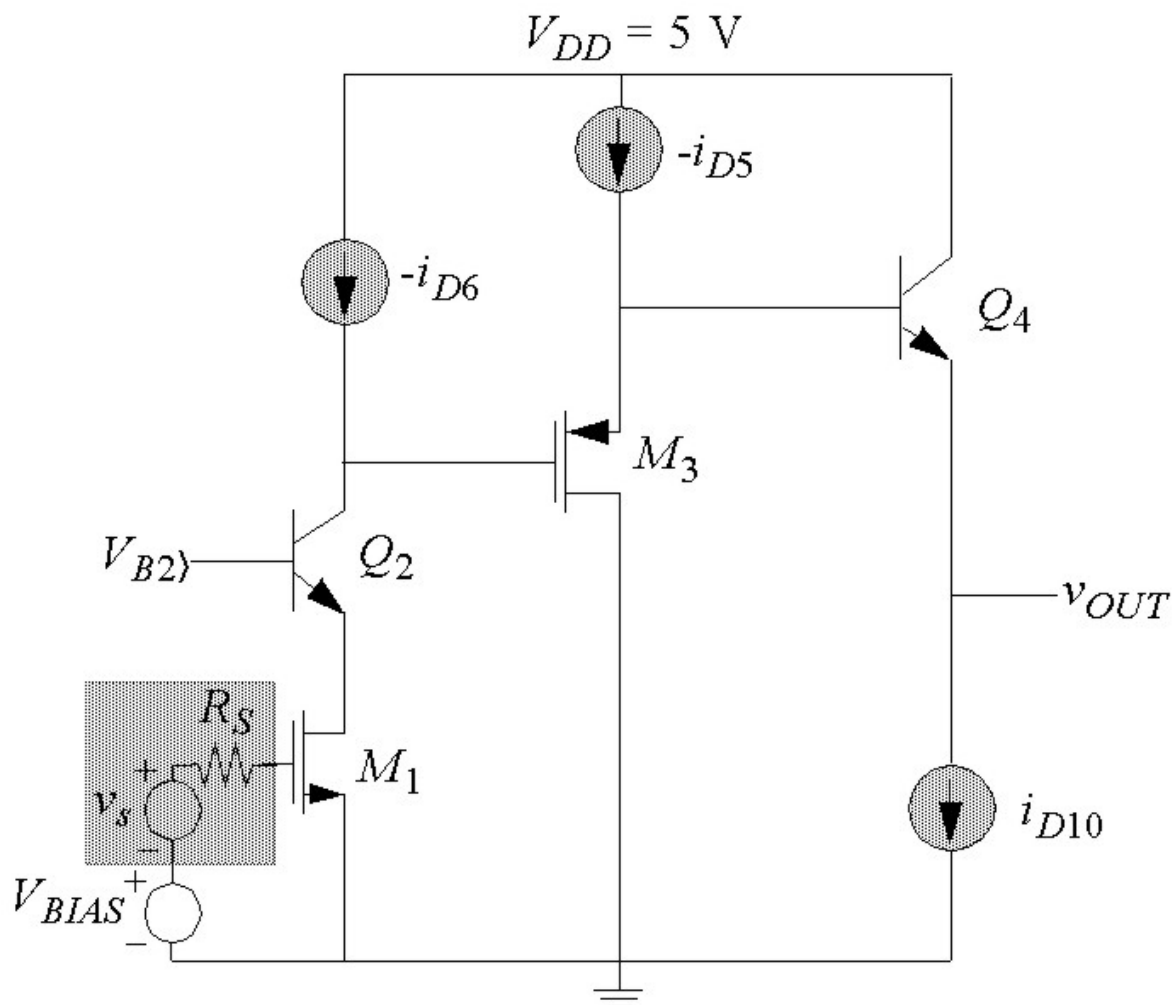 V_DD = 5 V
-i_D5
-i_D6
Q_4
M_3
V_B2)
Q_2
v_OUT
R_S
+
M_1
v_s
i_D10
–
+
V_BIAS
–